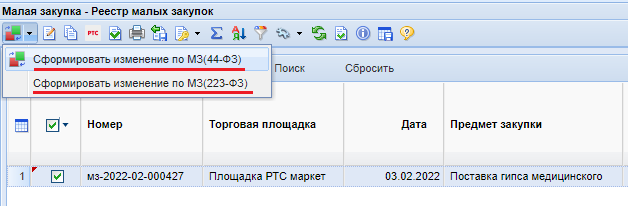 Малая закупка - Реестр малых закупок
РТС
Сформировать изменение по МЗ(44-ФЗ)
Сформировать изменение по МЗ(223-ФЗ)
Поиск Сбросить
Номер Торговая площадка Дата Предмет закупки
1 мз-2022-02-000427 Площадка РТС маркет 03.02.2022 Поставка гипса медицинского